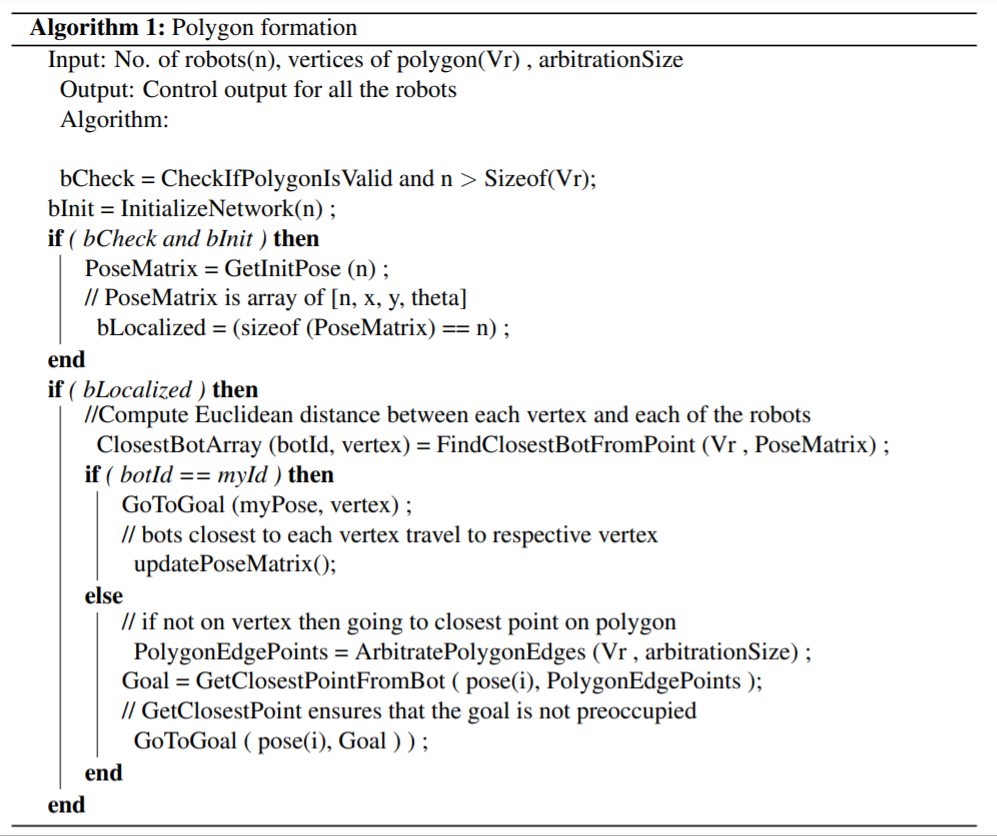 Algorithm 1: Polygon formation
Input: No. of robots(n), vertices of polygon(Vr) , arbitrationSize
Output: Control output for all the robots
Algorithm:
bCheck = CheckIfPolygonIsValid and n > Sizeof(Vr);
bInit = InitializeNetwork(n) ;
if ( bCheck and bInit ) then
PoseMatrix = GetInitPose (n) ;
// PoseMatrix is array of [n, x, y, theta]
bLocalized = (sizeof (PoseMatrix) == n) ;
end
if ( bLocalized ) then
//Compute Euclidean distance between each vertex and each of the robots
ClosestBotArray (botId, vertex) = FindClosestBotFromPoint (Vr , PoseMatrix) ;
if ( botId == myId ) then
GoToGoal (myPose, vertex) ;
// bots closest to each vertex travel to respective vertex
updatePoseMatrix();
else
// if not on vertex then going to closest point on polygon
PolygonEdgePoints = ArbitratePolygonEdges (Vr , arbitrationSize) ;
Goal = GetClosestPointFromBot ( pose(i), PolygonEdgePoints );
// GetClosestPoint ensures that the goal is not preoccupied
GoToGoal ( pose(i), Goal ) ) ;
end
end